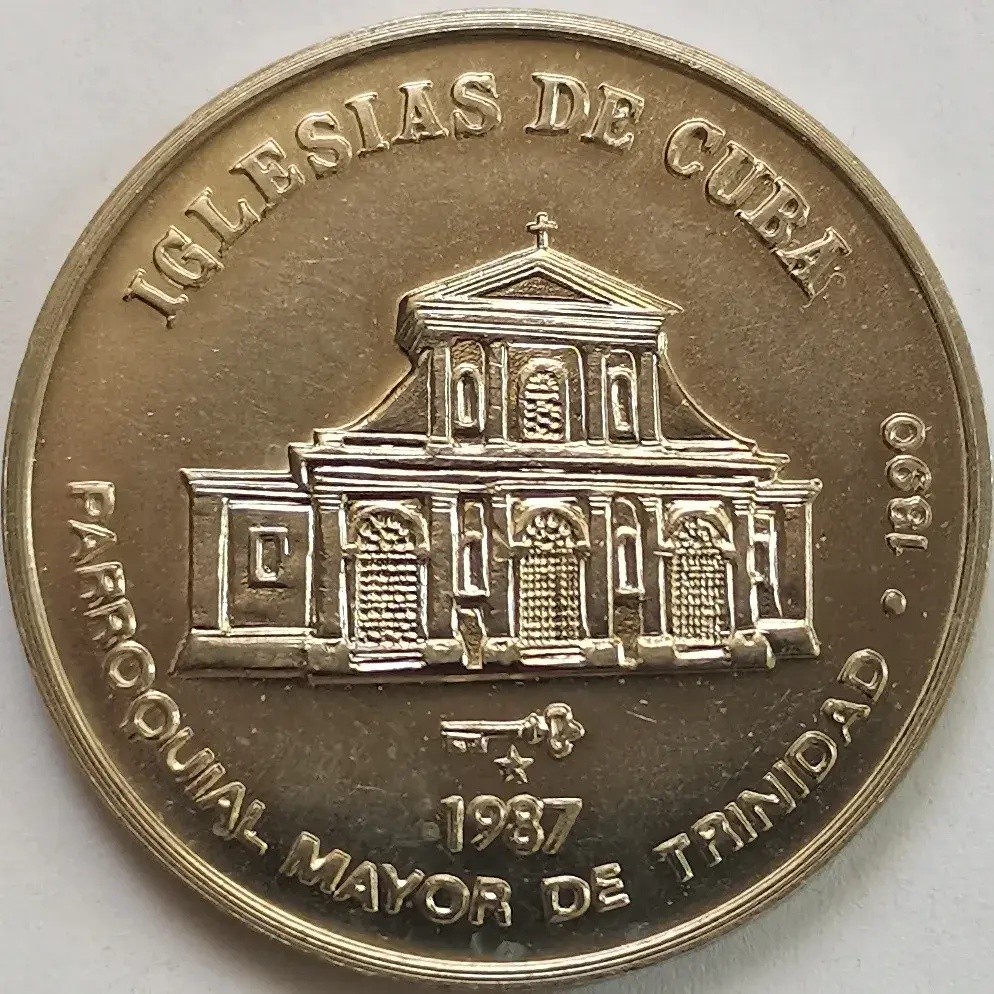 IGLESIAS DE CUBA
1987
PARROQUIAL MAYOR DE TRINIDAD • 1890